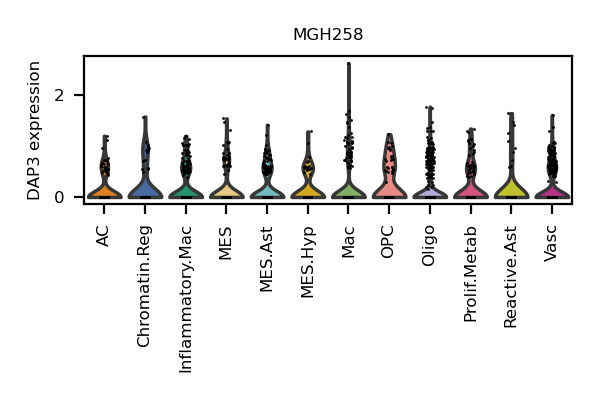 MGH258
DAP3 expression
2
0
AC
Chromatin.Reg
Inflammatory.Mac
MES
MES.Ast
MES.Hyp
Mac
OPC
Oligo
Prolif.Metab
Reactive.Ast
Vasc